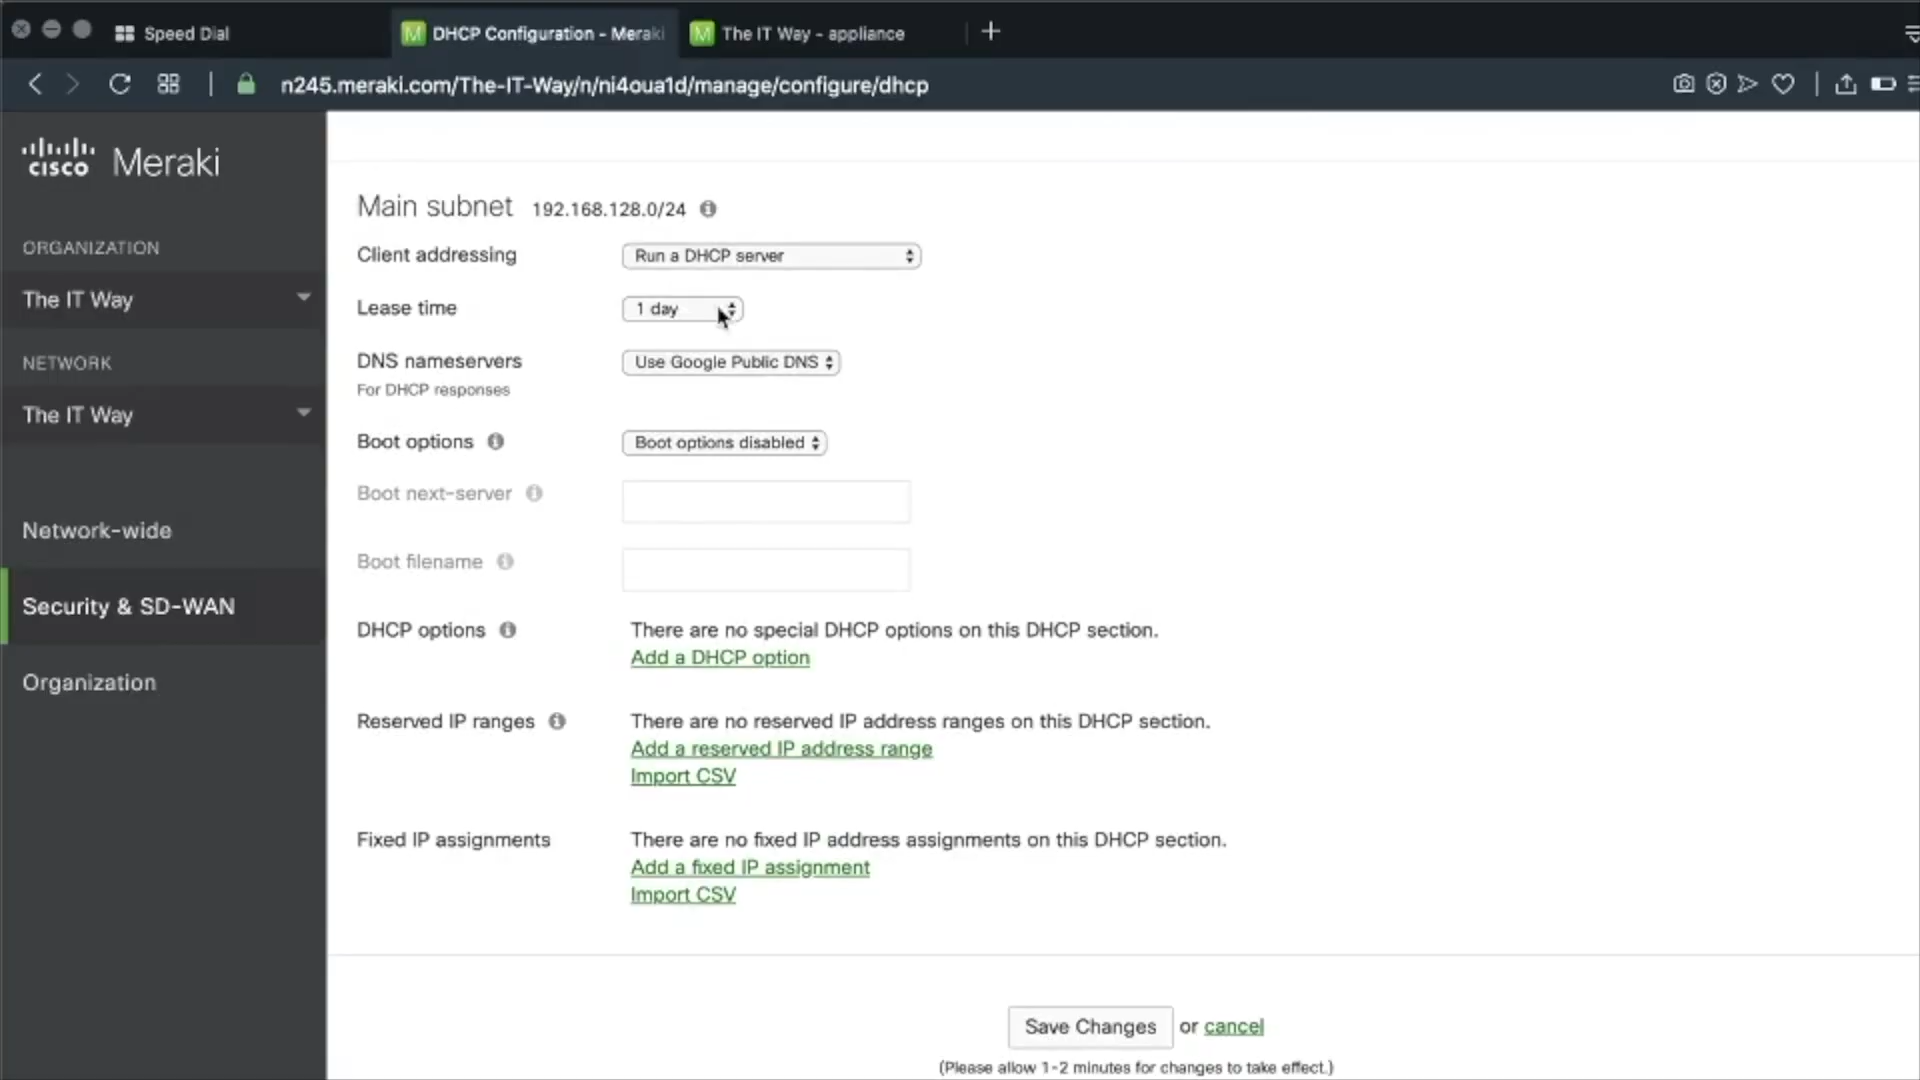 Speed Dial
DHCP Configuration - Meraki
The IT Way - appliance
n245.meraki.com/The-IT-Way/n/ni4oua1d/manage/configure/dhcp
cisco Meraki
ORGANIZATION
The IT Way
NETWORK
The IT Way
Network-wide
Security & SD-WAN
Organization
Main subnet 192.168.128.0/24
Client addressing Run a DHCP server
Lease time 1 day
DNS nameservers Use Google Public DNS
For DHCP responses
Boot options Boot options disabled
Boot next-server
Boot filename
DHCP options There are no special DHCP options on this DHCP section.
Add a DHCP option
Reserved IP ranges There are no reserved IP address ranges on this DHCP section.
Add a reserved IP address range
Import CSV
Fixed IP assignments There are no fixed IP address assignments on this DHCP section.
Add a fixed IP assignment
Import CSV
Save Changes or cancel
(Please allow 1-2 minutes for changes to take effect.)